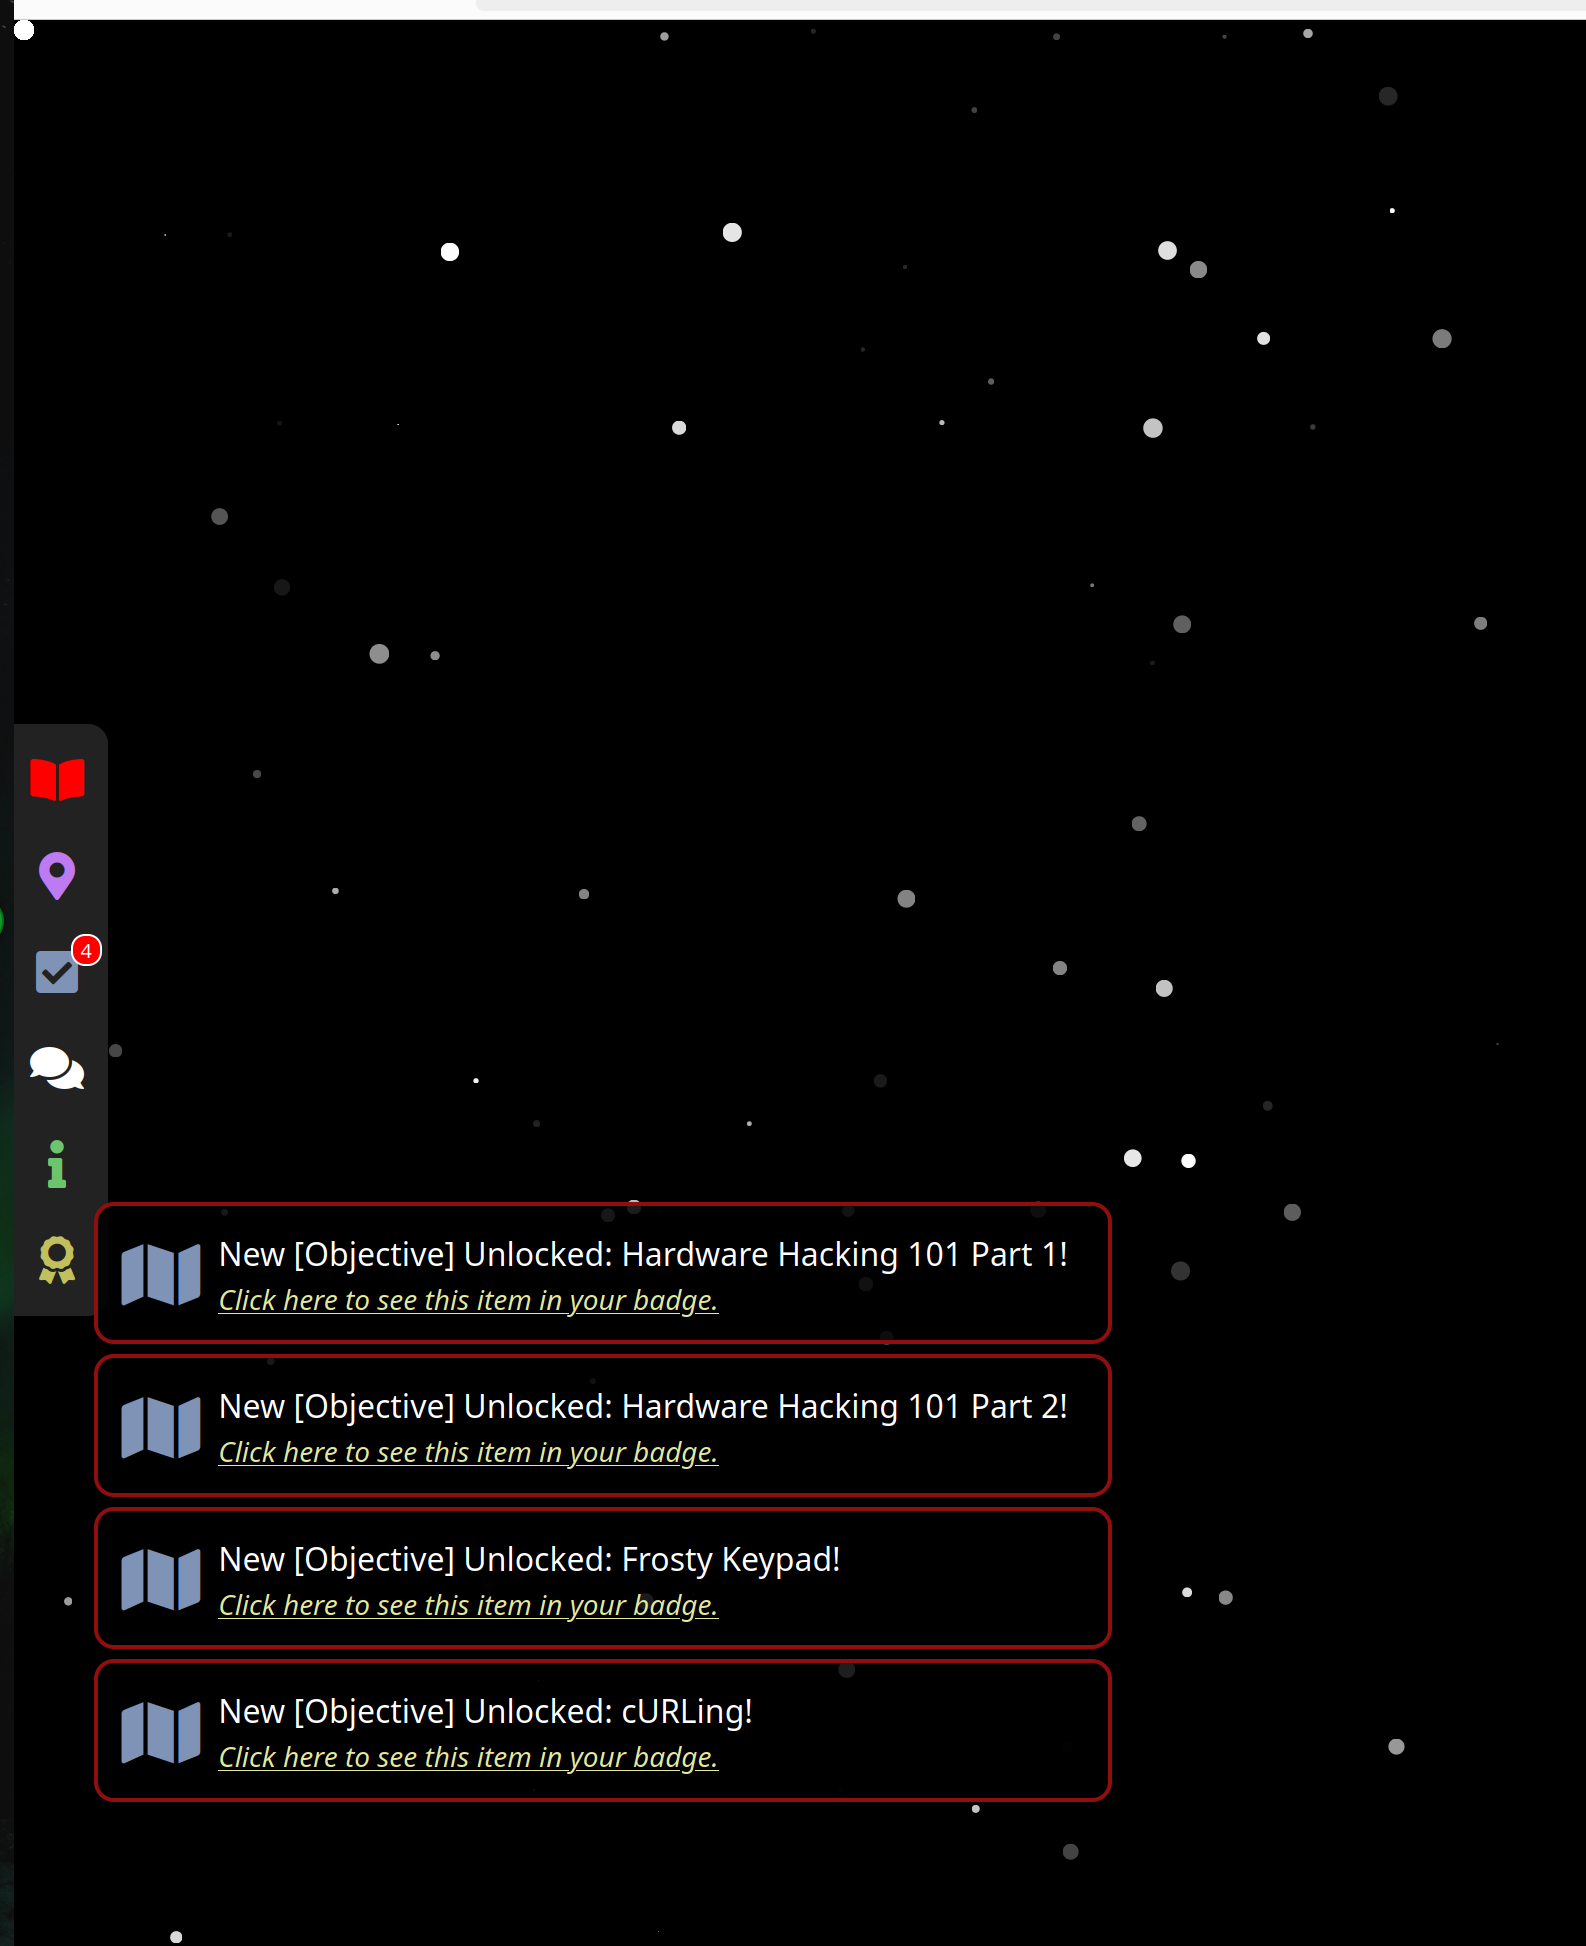 4
New [Objective] Unlocked: Hardware Hacking 101 Part 1!
Click here to see this item in your badge.
New [Objective] Unlocked: Hardware Hacking 101 Part 2!
Click here to see this item in your badge.
New [Objective] Unlocked: Frosty Keypad!
Click here to see this item in your badge.
New [Objective] Unlocked: cURLing!
Click here to see this item in your badge.